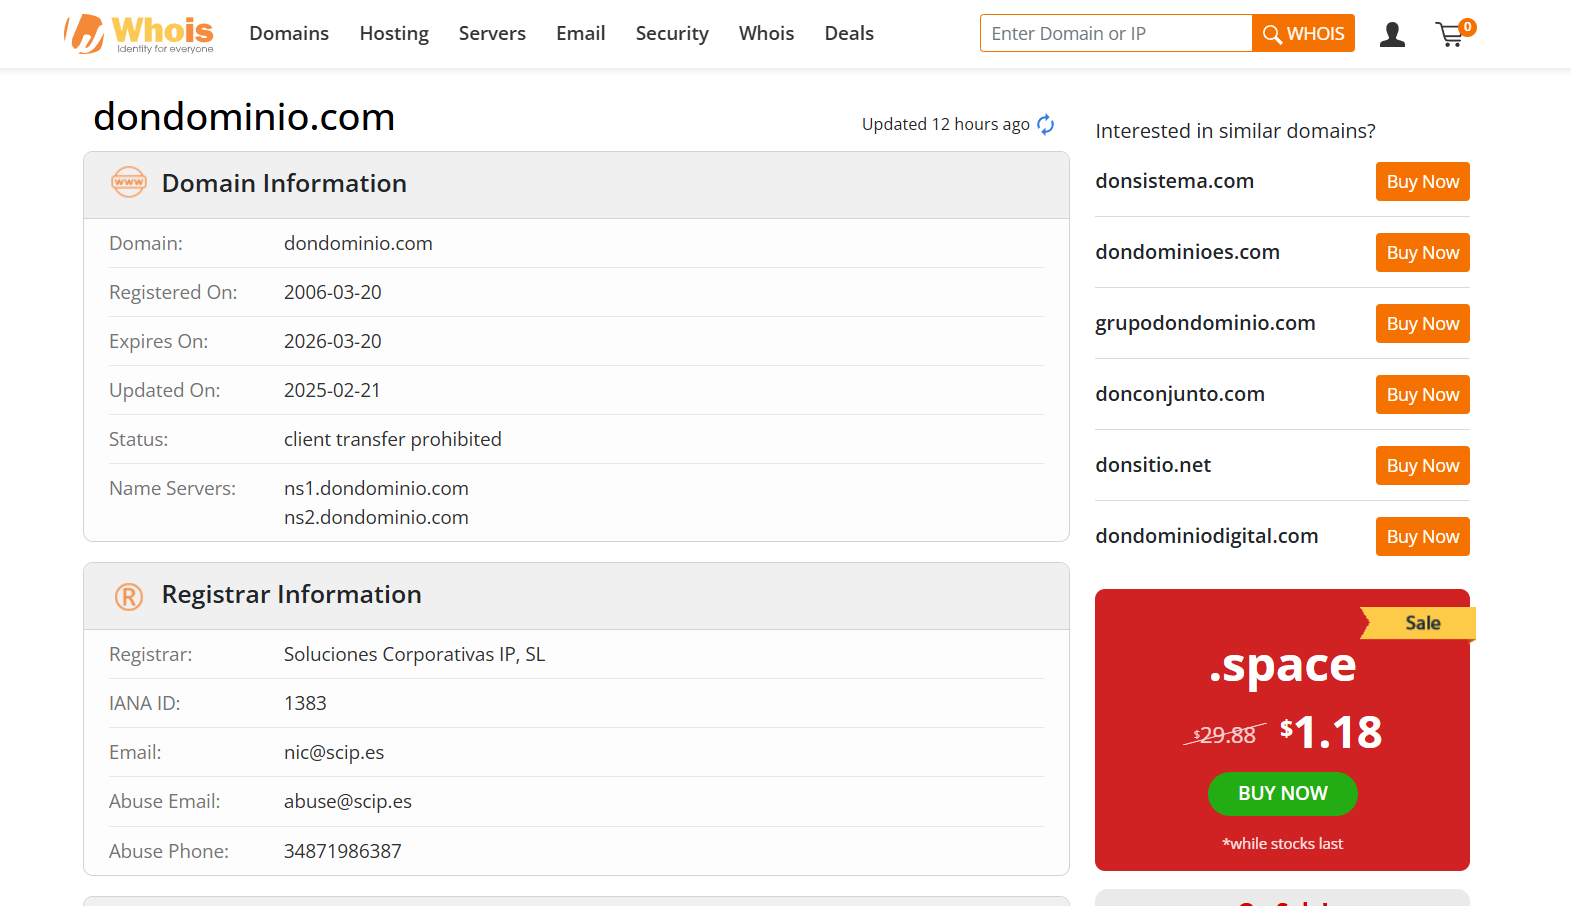 Whois
Identity for everyone
Domains Hosting Servers Email Security Whois Deals
Enter Domain or IP WHOIS 0
dondominio.com
Updated 12 hours ago
Domain Information
Domain: dondominio.com
Registered On: 2006-03-20
Expires On: 2026-03-20
Updated On: 2025-02-21
Status: client transfer prohibited
Name Servers: ns1.dondominio.com
ns2.dondominio.com
Registrar Information
Registrar: Soluciones Corporativas IP, SL
IANA ID: 1383
Email: nic@scip.es
Abuse Email: abuse@scip.es
Abuse Phone: 34871986387
Interested in similar domains?
donsistema.com Buy Now
dondominioes.com Buy Now
grupodondominio.com Buy Now
donconjunto.com Buy Now
donsitio.net Buy Now
dondominiodigital.com Buy Now
Sale
.space
$29.88 $1.18
BUY NOW
*while stocks last